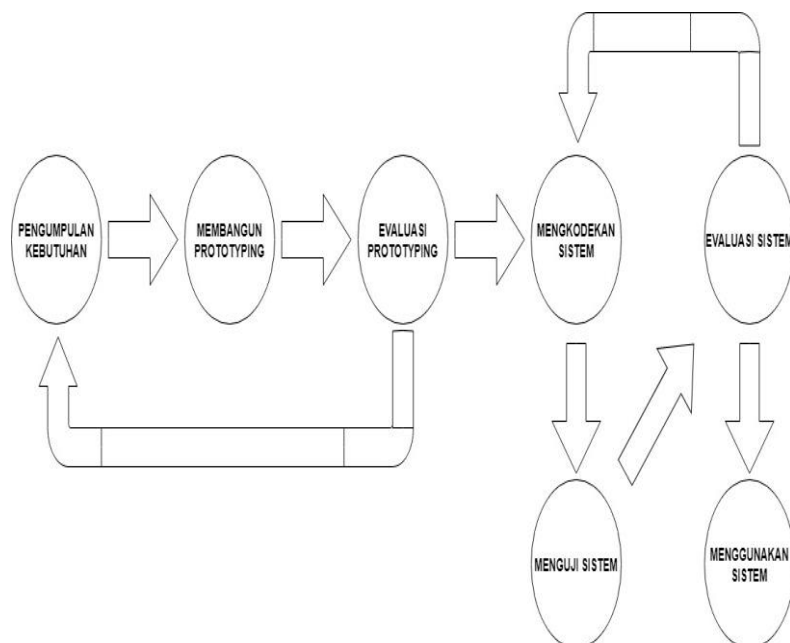 PENGUMPULAN
KEBUTUHAN
MEMBANGUN
PROTOTYPING
EVALUASI
PROTOTYPING
MENGKODEKAN
SISTEM
EVALUASI SISTEM
MENGUJI SISTEM
MENGGUNAKAN
SISTEM